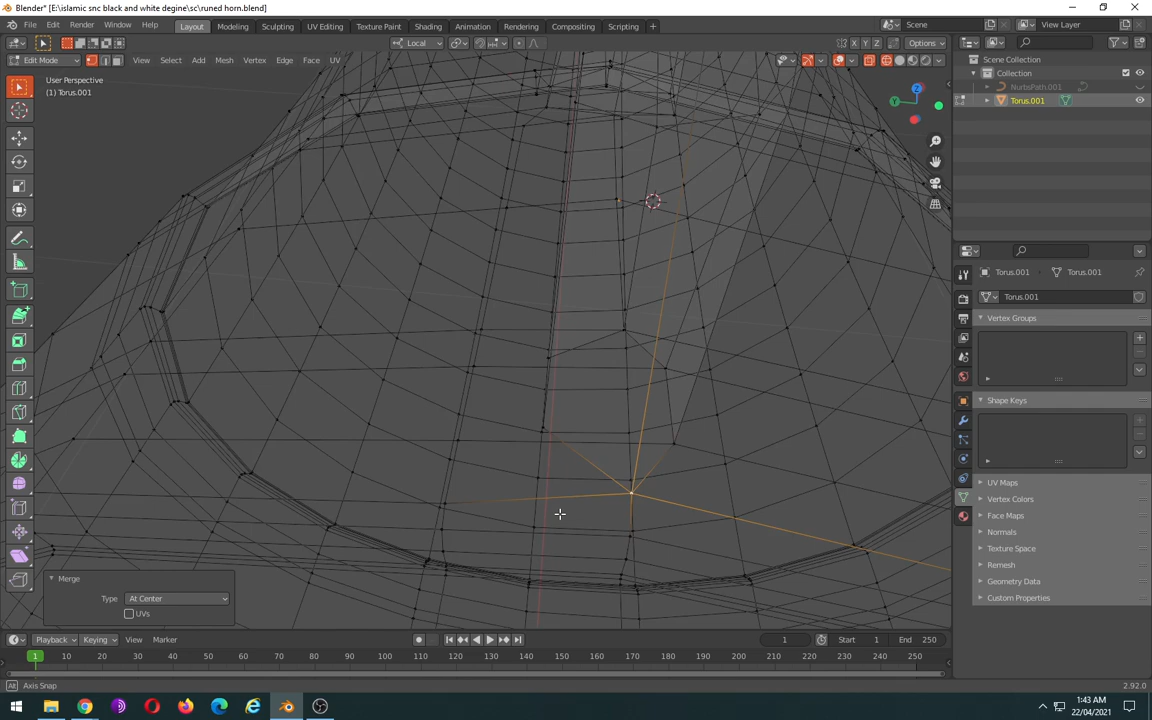 Blender* [E:\islamic snc black and white degine\sc\runed horn.blend]
File Edit Render Window Help Layout Modeling Sculpting UV Editing Texture Paint Shading Animation Rendering Compositing Scripting + Scene View Layer
Local X Y Z Options
Edit Mode View Select Add Mesh Vertex Edge Face UV
User Perspective
(1) Torus.001
Z
Y
Scene Collection
Collection
NurbsPath.001
Torus.001
Torus.001 Torus.001
Torus.001
Vertex Groups
Shape Keys
UV Maps
Vertex Colors
Face Maps
Normals
Texture Space
Remesh
Geometry Data
Custom Properties
Merge
Type At Center
UVs
Playback Keying View Marker 1 Start 1 End 250
1 10 20 30 40 50 60 70 80 90 100 110 120 130 140 150 160 170 180 190 200 210 220 230 240 250
Alt Axis Snap 2.92.0
1:43 AM
22/04/2021